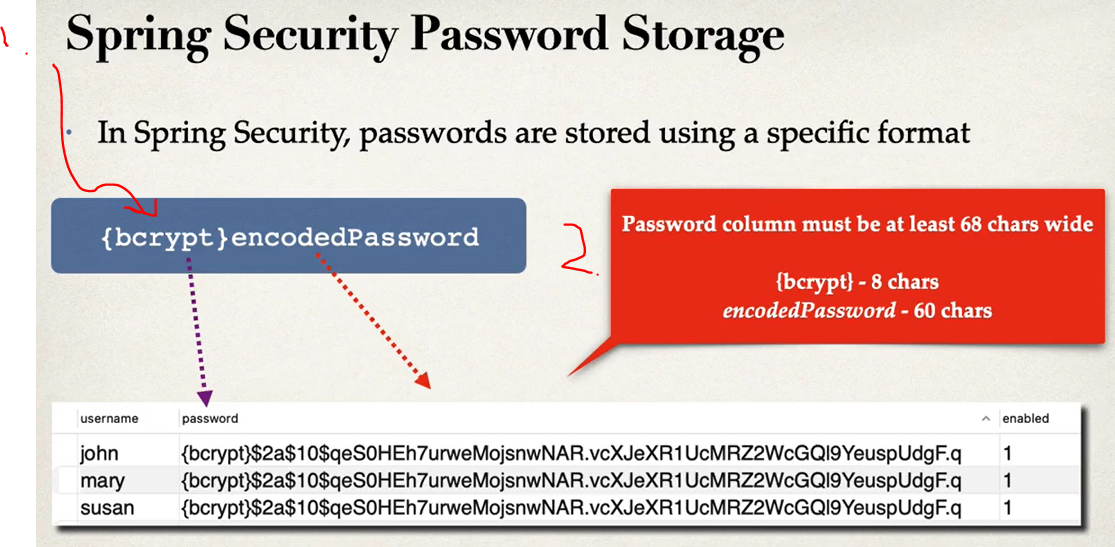 1.
Spring Security Password Storage
• In Spring Security, passwords are stored using a specific format
{bcrypt}encodedPassword
2.
Password column must be at least 68 chars wide
{bcrypt} - 8 chars
encodedPassword - 60 chars
username password enabled
john {bcrypt}$2a$10$qeS0HEh7urweMojsnwNAR.vcXJeXR1UcMRZ2WcGQl9YeuspUdgF.q 1
mary {bcrypt}$2a$10$qeS0HEh7urweMojsnwNAR.vcXJeXR1UcMRZ2WcGQl9YeuspUdgF.q 1
susan {bcrypt}$2a$10$qeS0HEh7urweMojsnwNAR.vcXJeXR1UcMRZ2WcGQl9YeuspUdgF.q 1